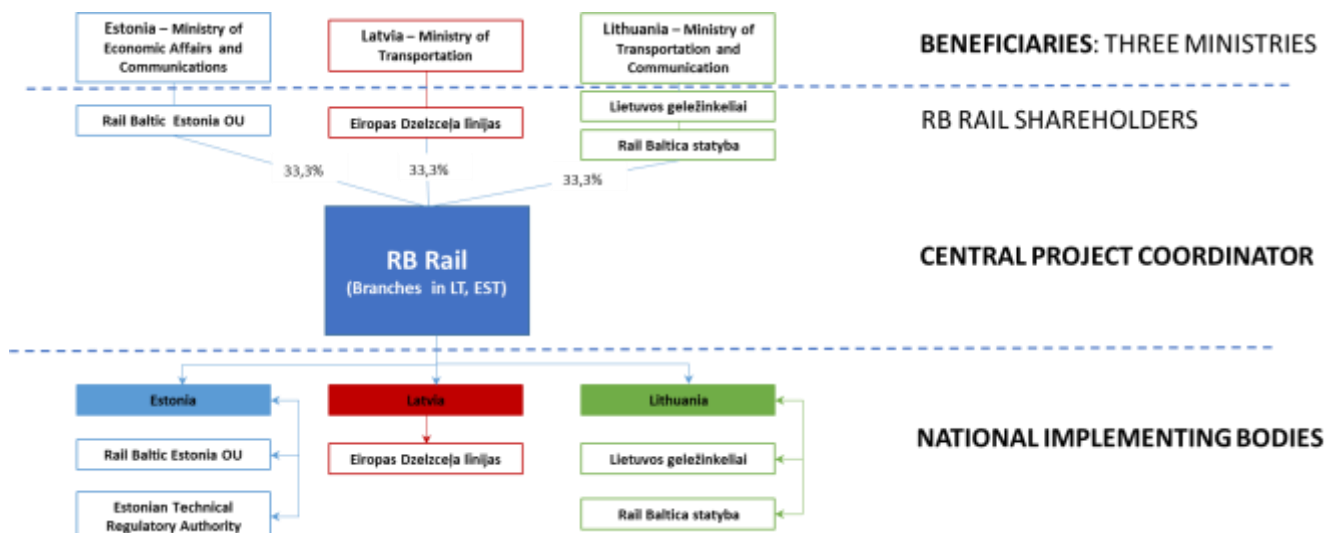 Estonia – Ministry of
Economic Affairs and
Communications
Latvia – Ministry of
Transportation
Lithuania – Ministry of
Transportation and
Communication
BENEFICIARIES: THREE MINISTRIES
Rail Baltic Estonia OU
Eiropas Dzelzceļa līnijas
Lietuvos geležinkeliai
Rail Baltica statyba
RB RAIL SHAREHOLDERS
33,3%
33,3%
33,3%
RB Rail
(Branches in LT, EST)
CENTRAL PROJECT COORDINATOR
Estonia
Latvia
Lithuania
NATIONAL IMPLEMENTING BODIES
Rail Baltic Estonia OU
Eiropas Dzelzceļa līnijas
Lietuvos geležinkeliai
Estonian Technical
Regulatory Authority
Rail Baltica statyba